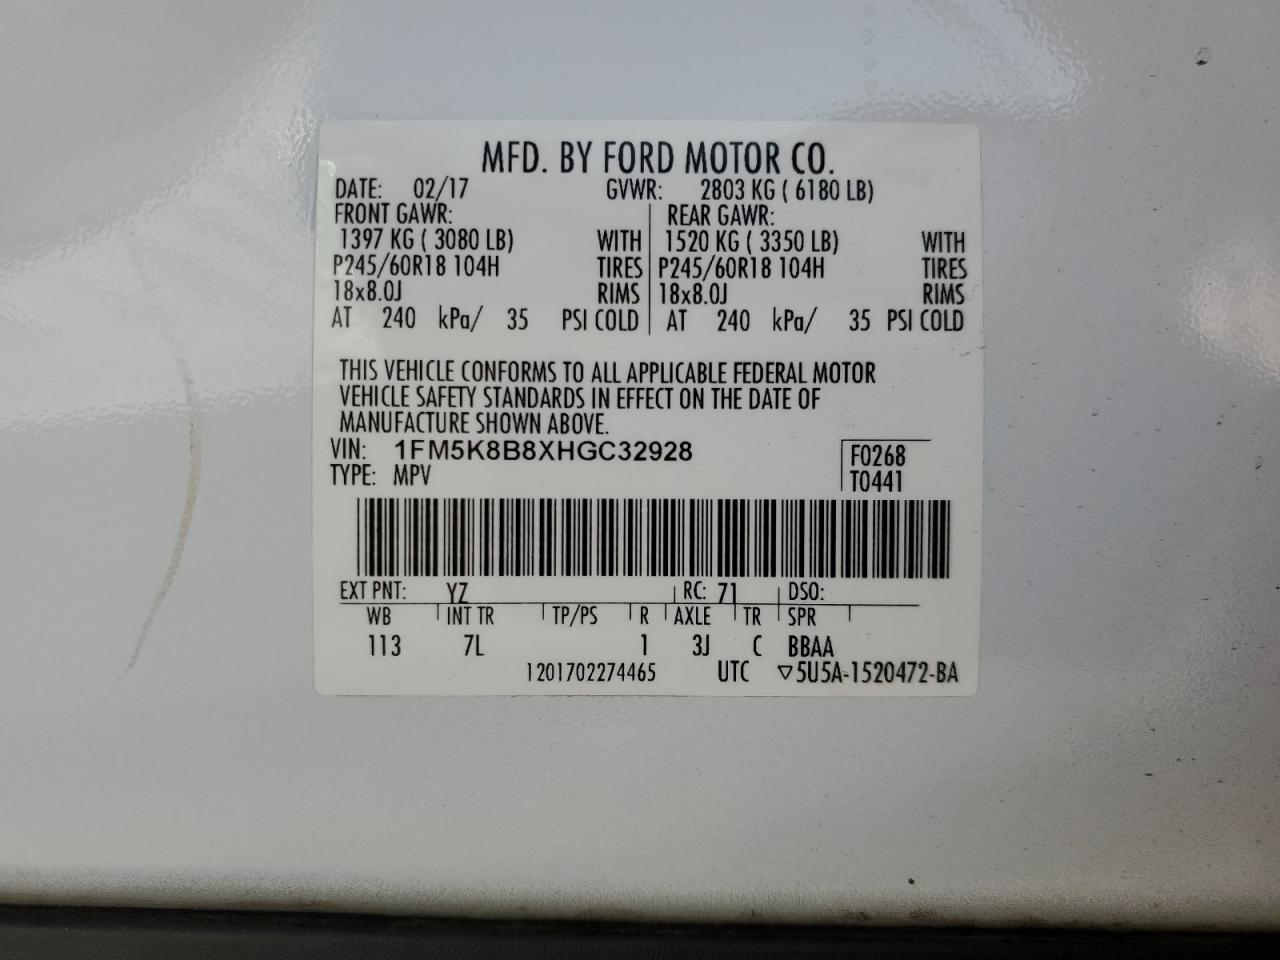 MFD. BY FORD MOTOR CO.
DATE: 02/17 GVWR: 2803 KG ( 6180 LB)
FRONT GAWR: REAR GAWR:
1397 KG ( 3080 LB) WITH 1520 KG ( 3350 LB) WITH
P245/60R18 104H TIRES P245/60R18 104H TIRES
18x8.0J RIMS 18x8.0J RIMS
AT 240 kPa/ 35 PSI COLD AT 240 kPa/ 35 PSI COLD
THIS VEHICLE CONFORMS TO ALL APPLICABLE FEDERAL MOTOR
VEHICLE SAFETY STANDARDS IN EFFECT ON THE DATE OF
MANUFACTURE SHOWN ABOVE.
VIN: 1FM5K8B8XHGC32928 F0268
TYPE: MPV T0441
EXT PNT: YZ RC: 71 DSO:
WB INT TR TP/PS R AXLE TR SPR
113 7L 1 3J C BBAA
1201702274465 UTC ▽5U5A-1520472-BA